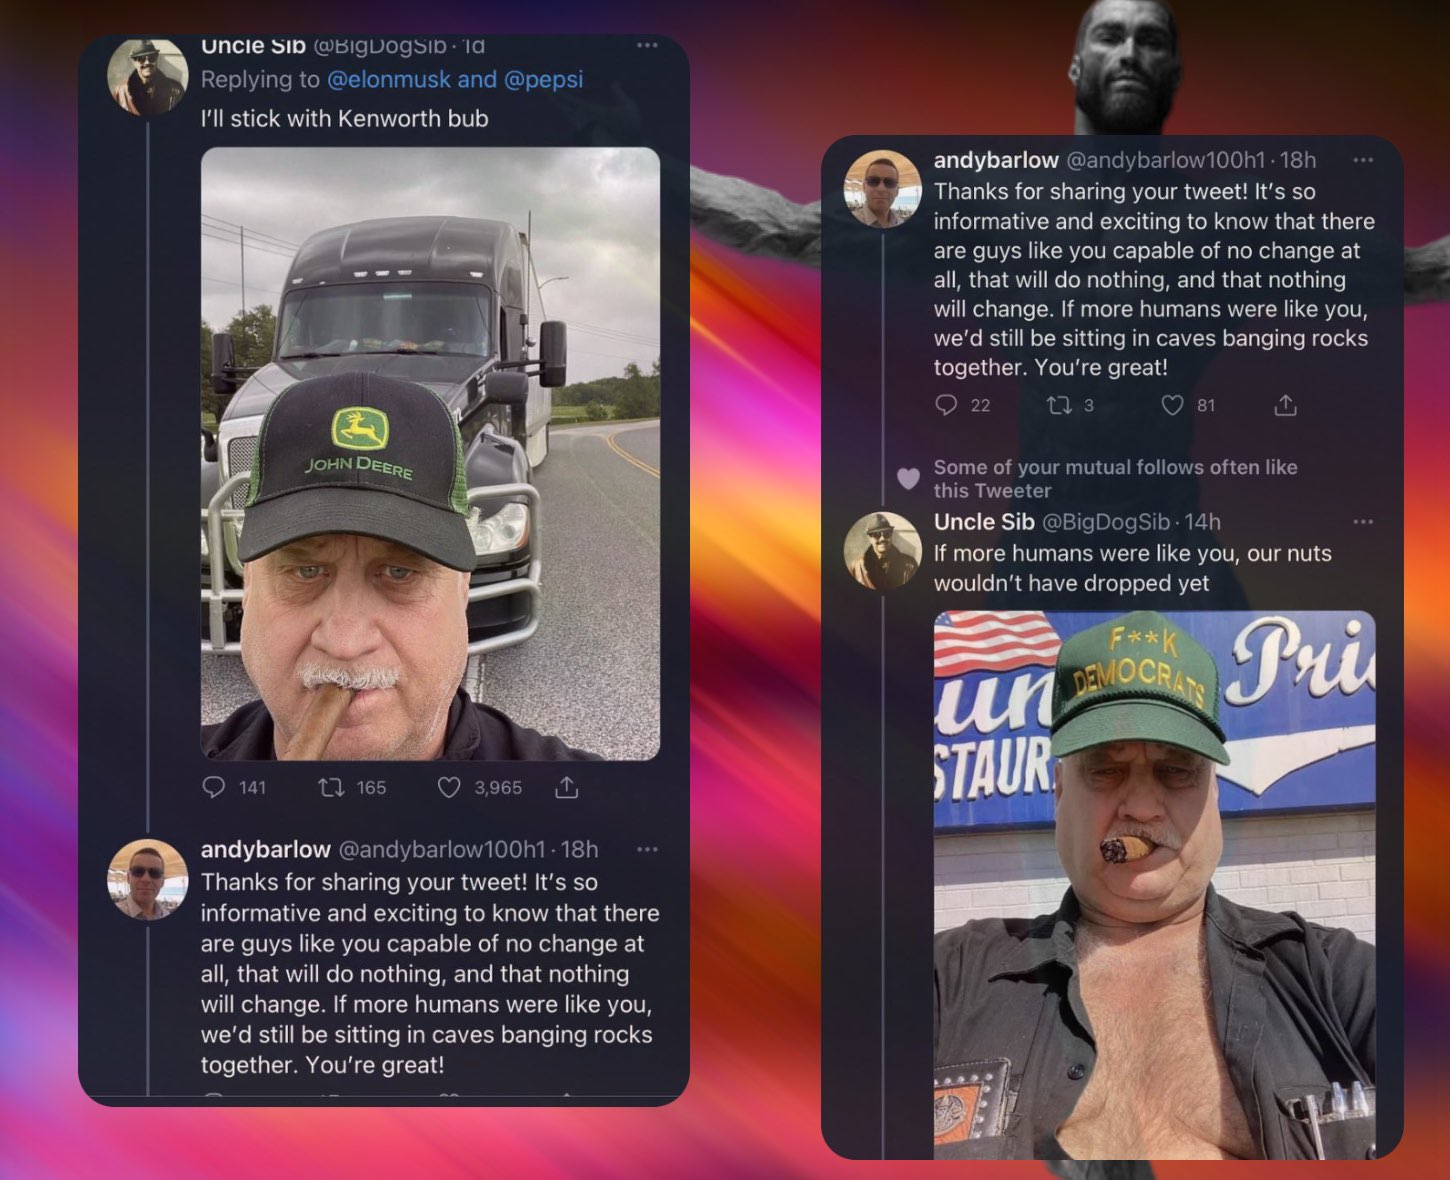 Uncle Sib @BigDogSib · 1d
Replying to @elonmusk and @pepsi
I'll stick with Kenworth bub
JOHN DEERE
141 165 3,965
andybarlow @andybarlow100h1 · 18h
Thanks for sharing your tweet! It's so
informative and exciting to know that there
are guys like you capable of no change at
all, that will do nothing, and that nothing
will change. If more humans were like you,
we'd still be sitting in caves banging rocks
together. You're great!
andybarlow @andybarlow100h1 · 18h
Thanks for sharing your tweet! It's so
informative and exciting to know that there
are guys like you capable of no change at
all, that will do nothing, and that nothing
will change. If more humans were like you,
we'd still be sitting in caves banging rocks
together. You're great!
22 3 81
Some of your mutual follows often like
this Tweeter
Uncle Sib @BigDogSib · 14h
If more humans were like you, our nuts
wouldn't have dropped yet
F**K
DEMOCRATS
un Pri
STAUR